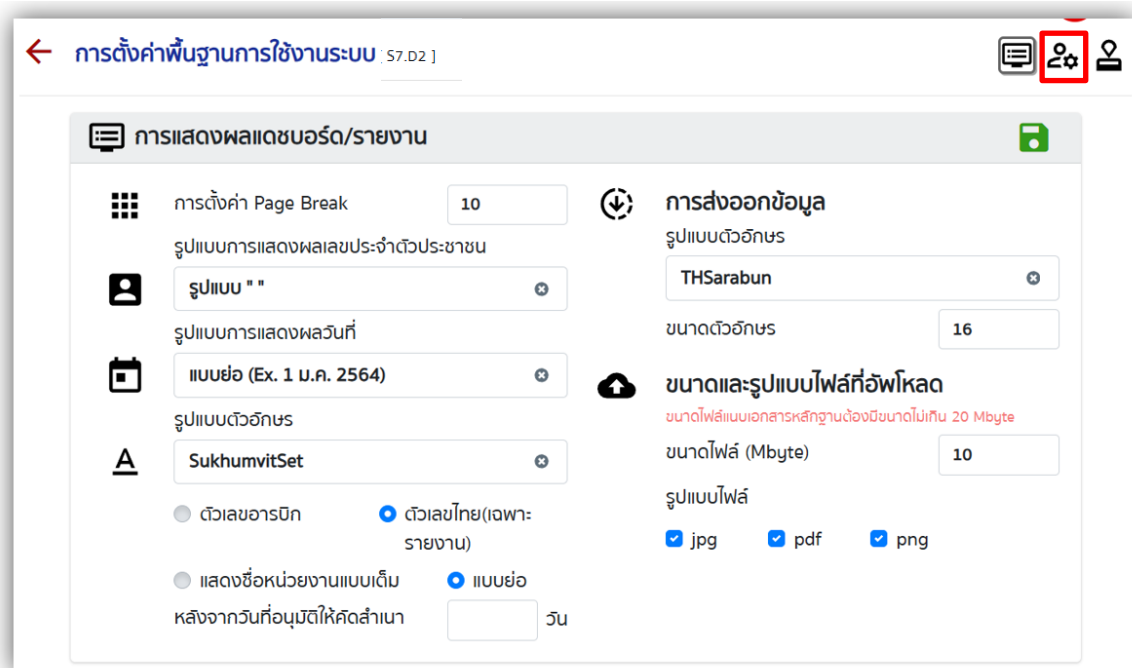 การตั้งค่าพื้นฐานการใช้งานระบบ S7.D2 ]
การแสดงผลแดชบอร์ด/รายงาน
การตั้งค่า Page Break 10
รูปแบบการแสดงผลเลขประจำตัวประชาชน
รูปแบบ " "
รูปแบบการแสดงผลวันที่
แบบย่อ (Ex. 1 ม.ค. 2564)
รูปแบบตัวอักษร
SukhumvitSet
ตัวเลขอารบิก ตัวเลขไทย(เฉพาะ
รายงาน)
แสดงชื่อหน่วยงานแบบเต็ม แบบย่อ
หลังจากวันที่อนุมัติให้คัดสำเนา วัน
การส่งออกข้อมูล
รูปแบบตัวอักษร
THSarabun
ขนาดตัวอักษร 16
ขนาดและรูปแบบไฟล์ที่อัพโหลด
ขนาดไฟล์แนบเอกสารหลักฐานต้องมีขนาดไม่เกิน 20 Mbyte
ขนาดไฟล์ (Mbyte) 10
รูปแบบไฟล์
jpg pdf png